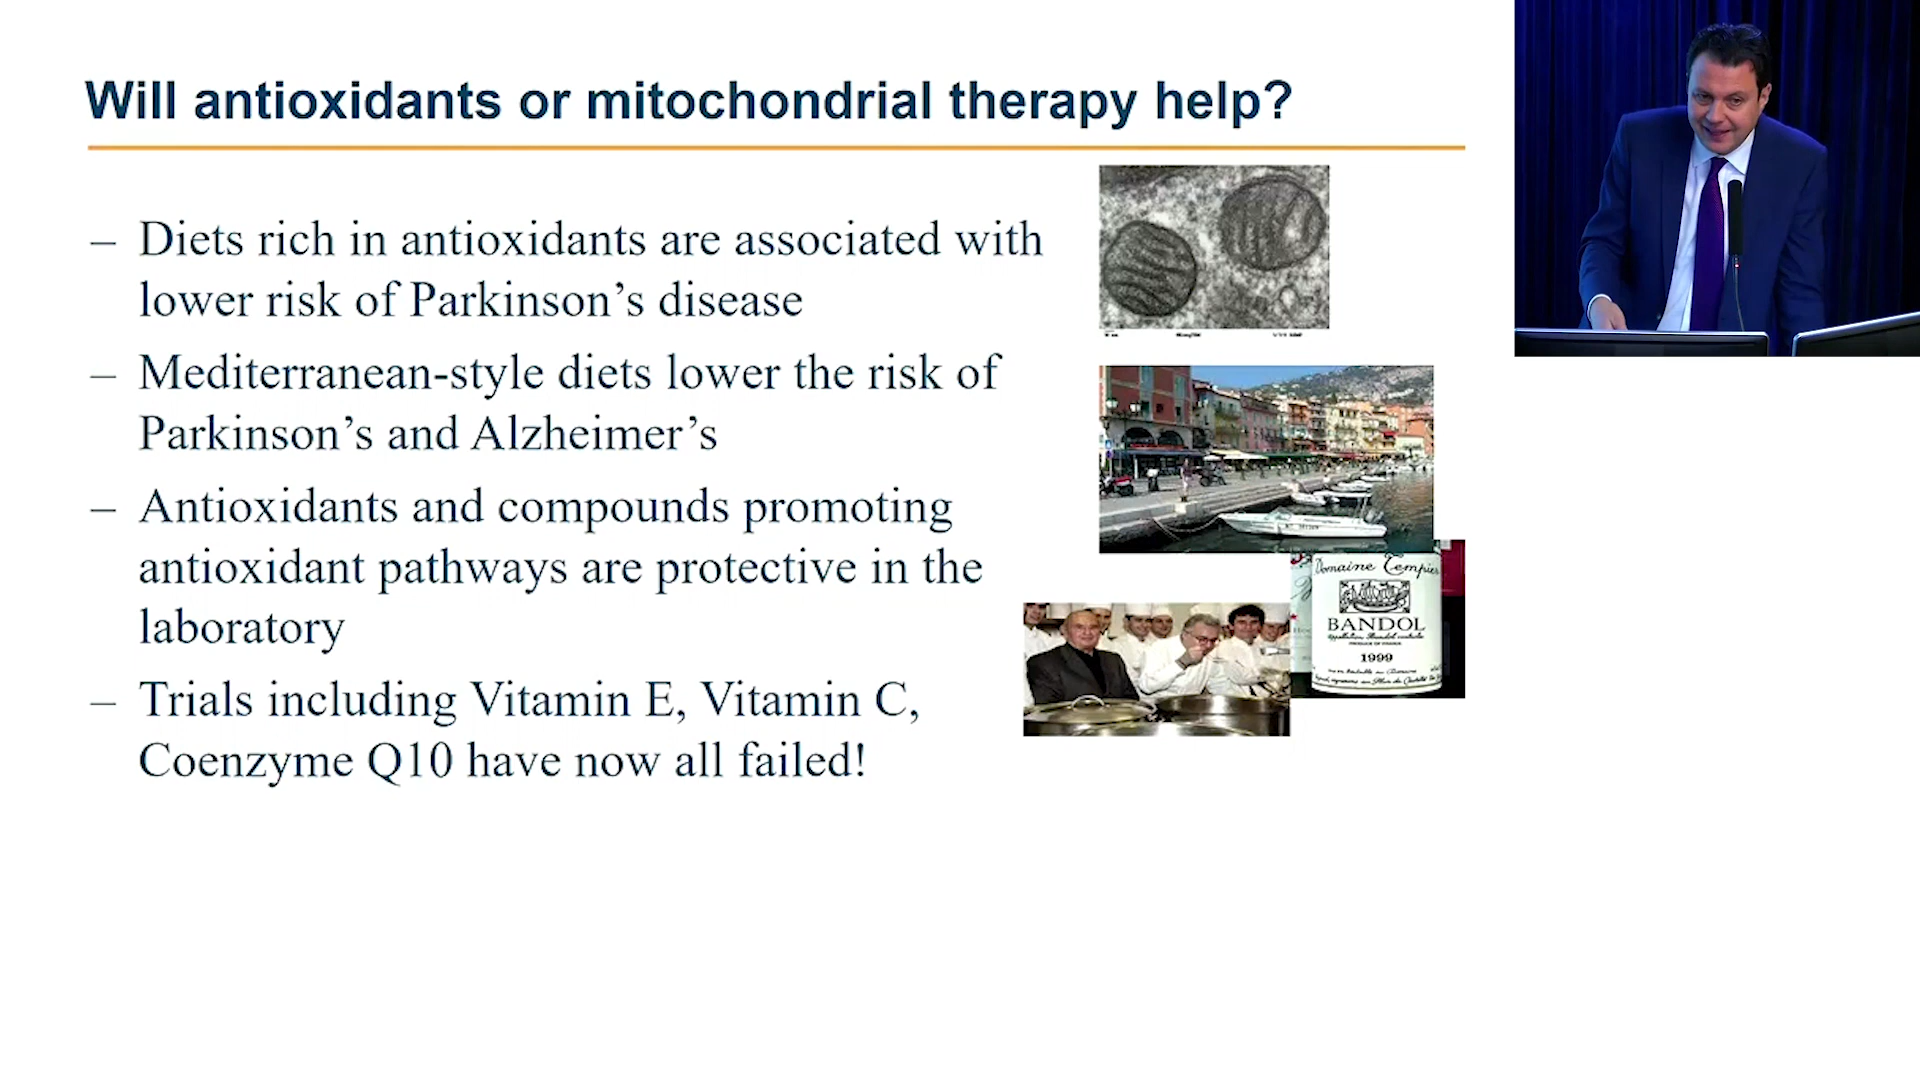 Will antioxidants or mitochondrial therapy help?
– Diets rich in antioxidants are associated with
lower risk of Parkinson’s disease
– Mediterranean-style diets lower the risk of
Parkinson’s and Alzheimer’s
– Antioxidants and compounds promoting
antioxidant pathways are protective in the
laboratory
– Trials including Vitamin E, Vitamin C,
Coenzyme Q10 have now all failed!
Domaine Tempier
BANDOL
1999